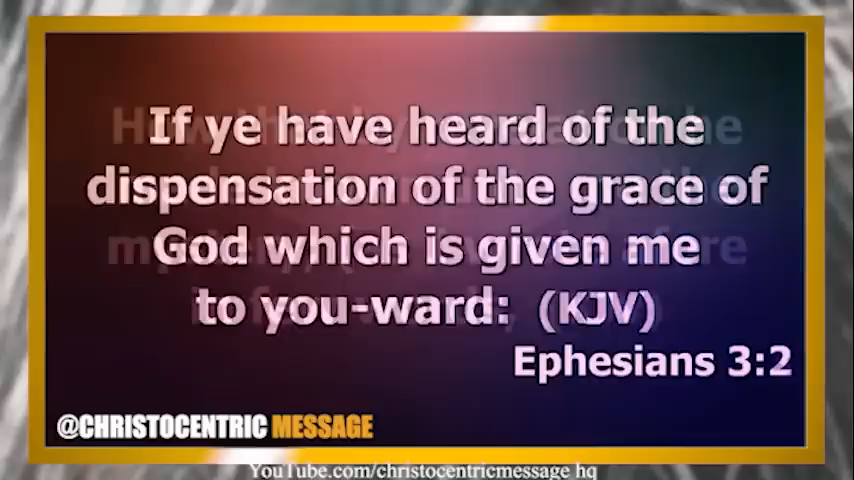 If ye have heard of the
dispensation of the grace of
God which is given me
to you-ward: (KJV)
Ephesians 3:2
@CHRISTOCENTRIC MESSAGE
YouTube.com/christocentricmessage hq